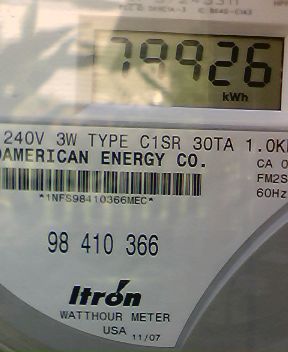 79926
kWh
240V 3W TYPE C1SR 30TA 1.0K
AMERICAN ENERGY CO.
CA
FM2S
*1NFS98410366MEC*
60Hz
98 410 366
Itrón
WATTHOUR METER
USA 11/07